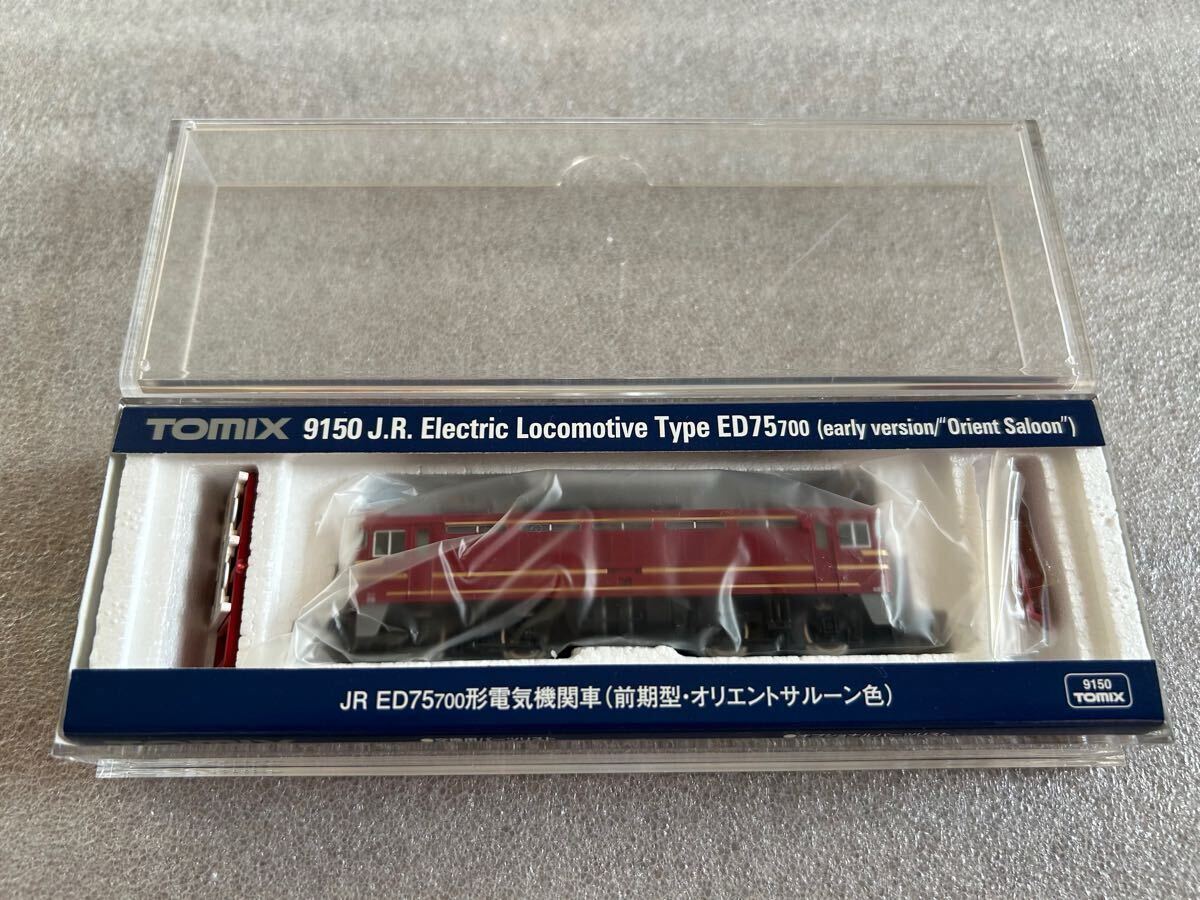 TOMIX 9150 J.R. Electric Locomotive Type ED75700 (early version/"Orient Saloon")
JR ED75700形電気機関車(前期型・オリエントサルーン色)
9150
TOMIX